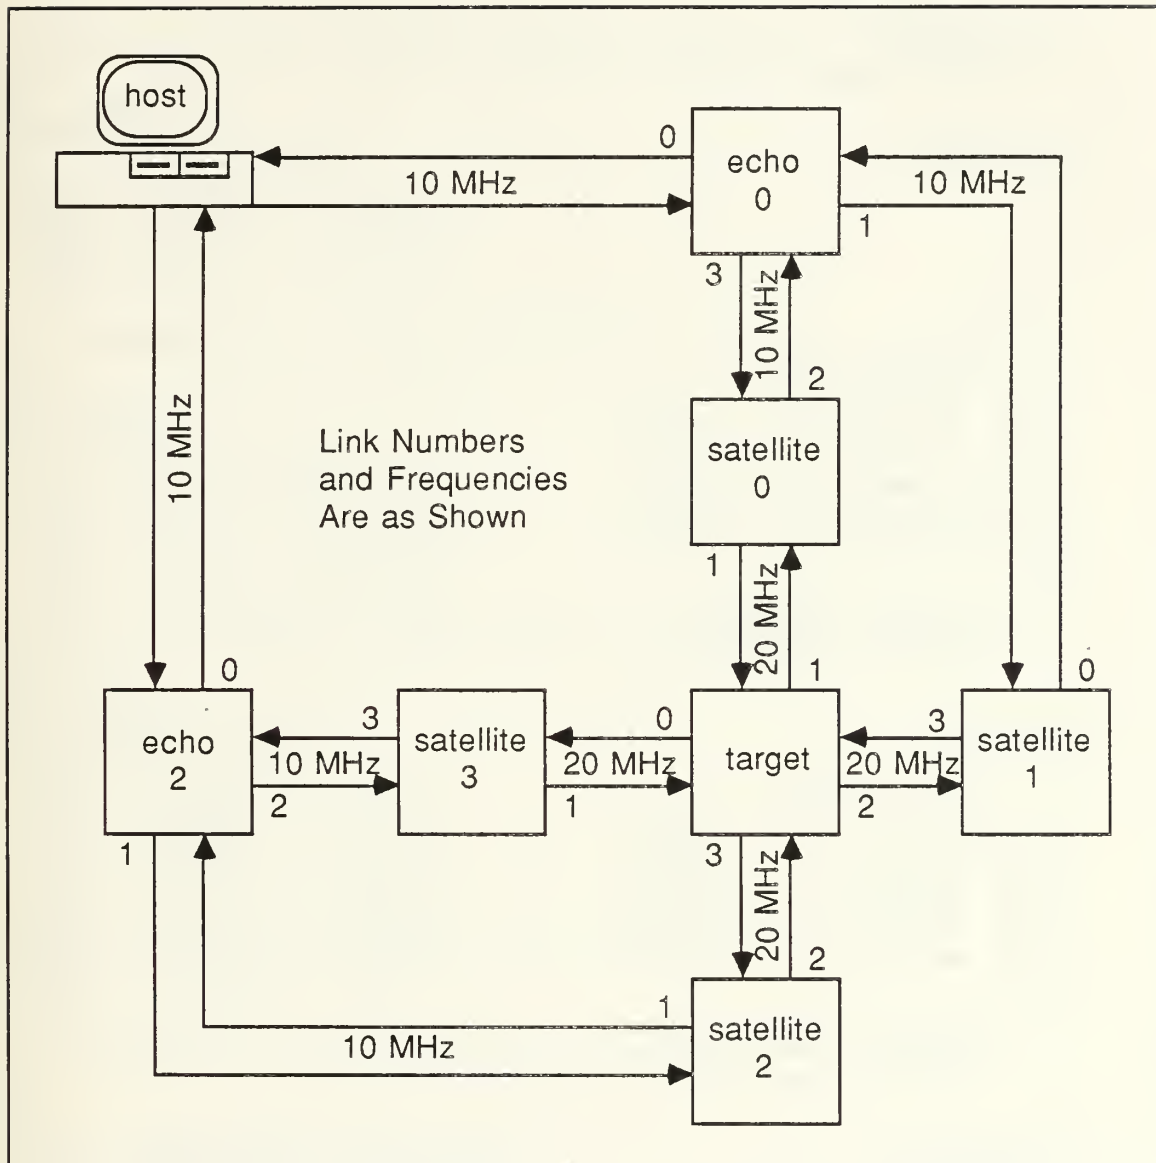 host
0
echo
0
10 MHz
10 MHz
1
3
10 MHz
2
Link Numbers
and Frequencies
Are as Shown
10 MHz
satellite
0
1
20 MHz
0
1
0
echo
2
3
10 MHz
2
satellite
3
0
20 MHz
1
target
3
20 MHz
2
satellite
1
1
3
20 MHz
2
1
10 MHz
satellite
2